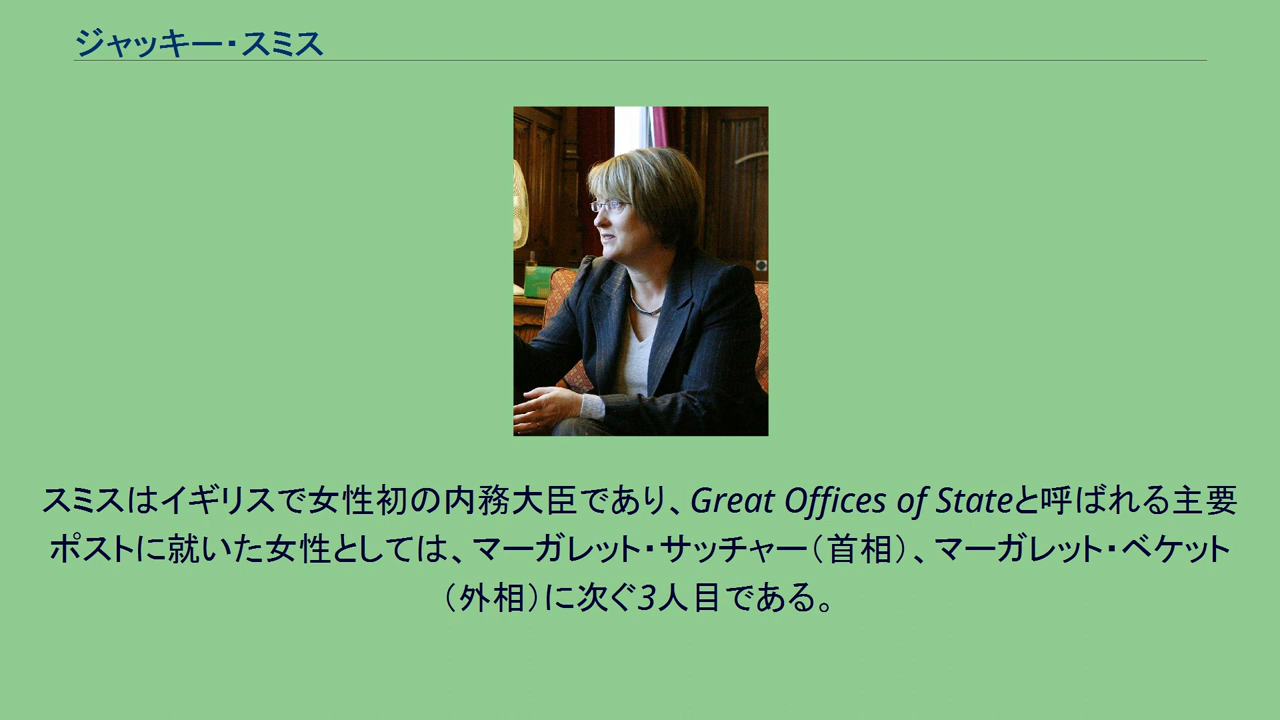 ジャッキー・スミス
スミスはイギリスで女性初の内務大臣であり、Great Offices of Stateと呼ばれる主要
ポストに就いた女性としては、マーガレット・サッチャー（首相）、マーガレット・ベケット
（外相）に次ぐ3人目である。